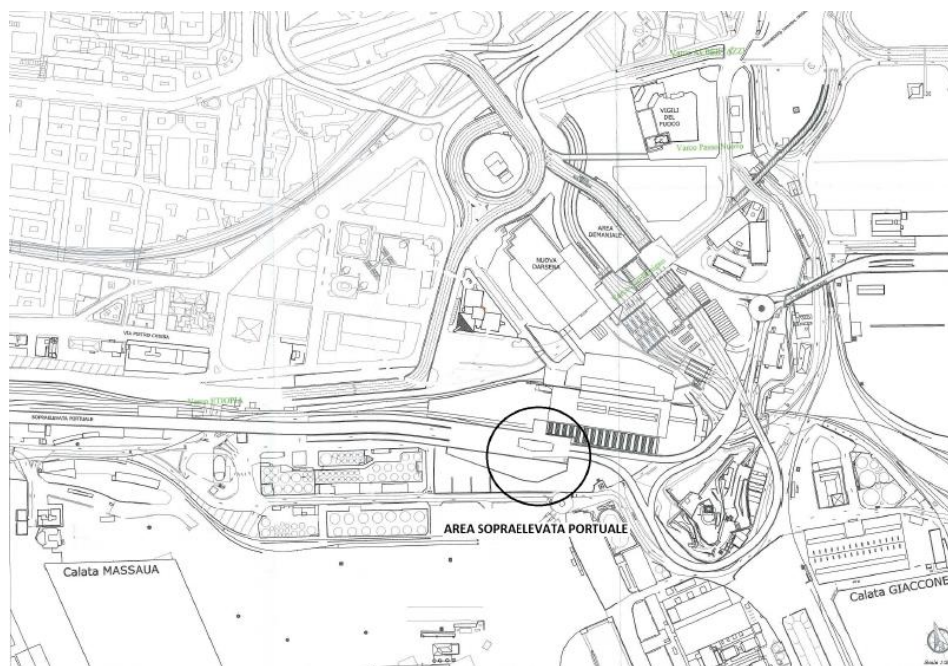 VIGILI
DEL
FUOCO
Varco Passo Nuovo
AREA
DEMANIALE
NUOVA
DARSENA
VIA PIETRO CHIESA
Varco ETIOPIA
SOPRAELEVATA PORTUALE
AREA SOPRAELEVATA PORTUALE
Calata MASSAUA
Calata GIACCONE